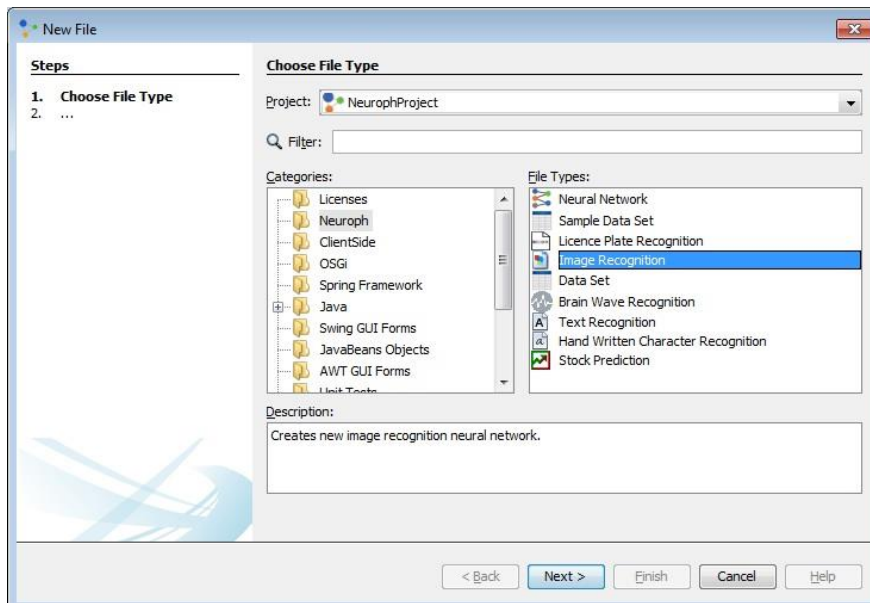 New File
Steps
1. Choose File Type
2. ...
Choose File Type
Project: NeurophProject
Filter:
Categories:
Licenses
Neuroph
ClientSide
OSGi
Spring Framework
Java
Swing GUI Forms
JavaBeans Objects
AWT GUI Forms
Unit Tests
File Types:
Neural Network
Sample Data Set
Licence Plate Recognition
Image Recognition
Data Set
Brain Wave Recognition
Text Recognition
Hand Written Character Recognition
Stock Prediction
Description:
Creates new image recognition neural network.
< Back Next > Finish Cancel Help